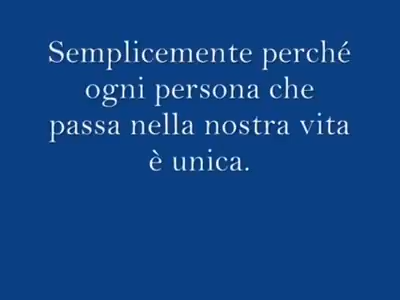 Semplicemente perché
ogni persona che
passa nella nostra vita
è unica.